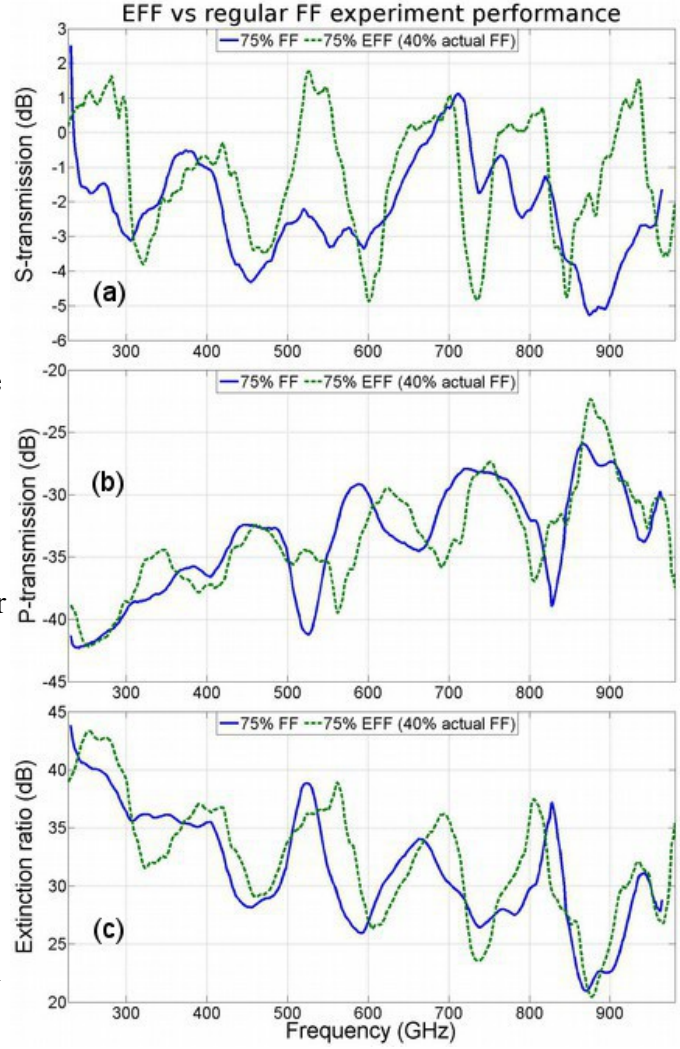 EFF vs regular FF experiment performance
3
2
1
0
-1
-2
-3
-4
-5
-6
S-transmission (dB)
75% FF 75% EFF (40% actual FF)
(a)
300 400 500 600 700 800 900
-20
-25
-30
-35
-40
-45
P-transmission (dB)
75% FF 75% EFF (40% actual FF)
(b)
300 400 500 600 700 800 900
45
40
35
30
25
20
Extinction ratio (dB)
75% FF 75% EFF (40% actual FF)
(c)
300 400 500 600 700 800 900
Frequency (GHz)